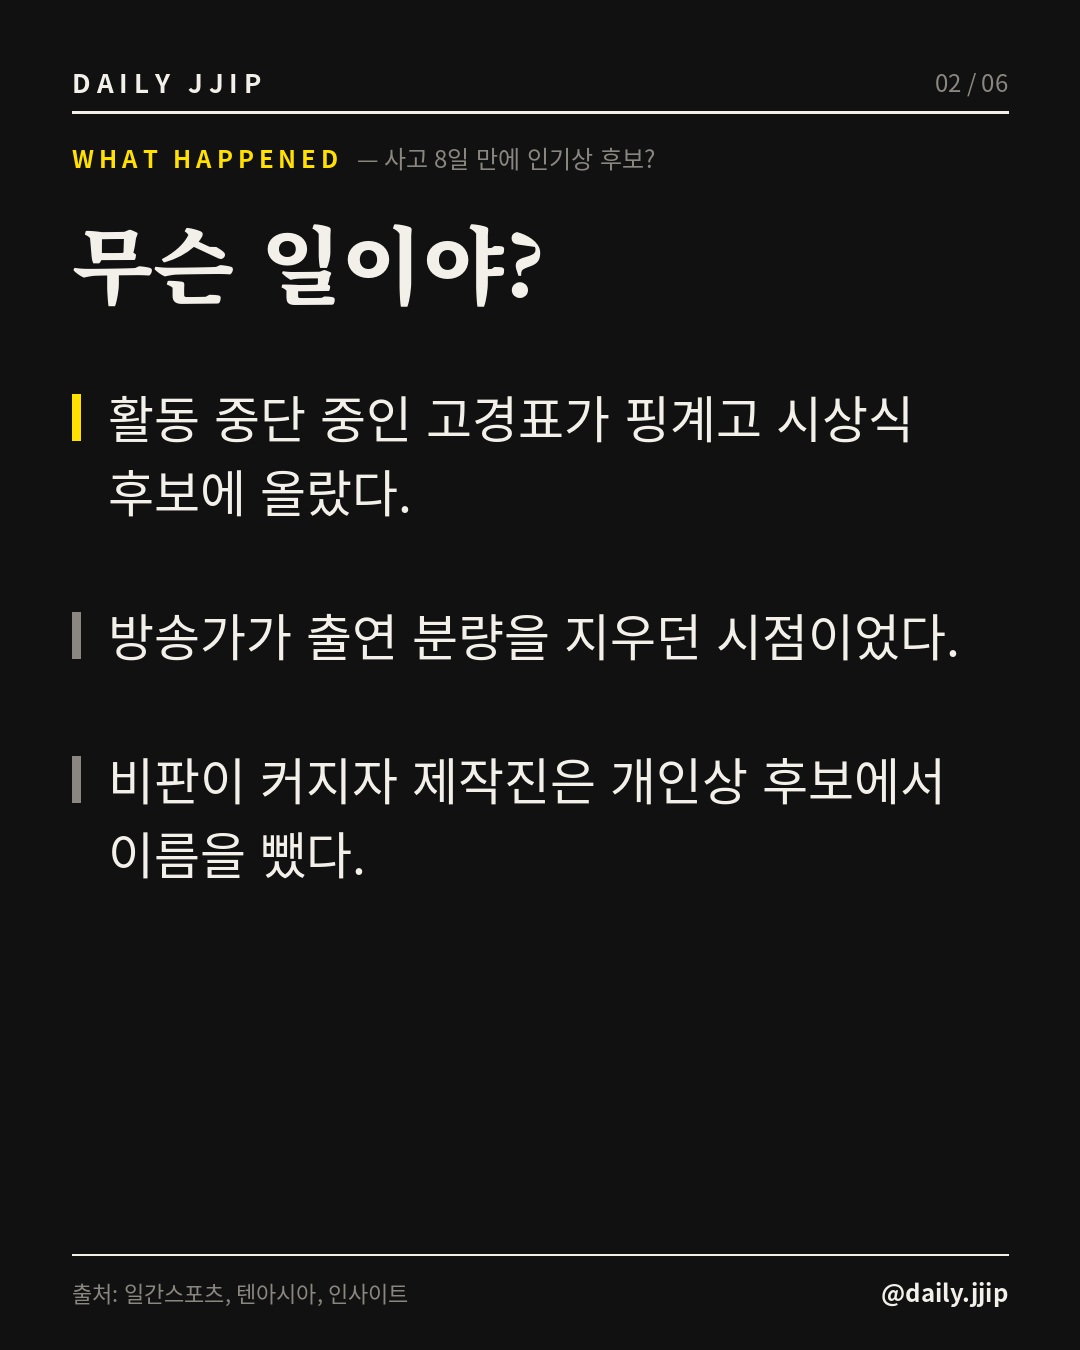 DAILY JJIP
02 / 06
WHAT HAPPENED — 사고 8일 만에 인기상 후보?
무슨 일이야?
활동 중단 중인 고경표가 핑계고 시상식
후보에 올랐다.
방송가가 출연 분량을 지우던 시점이었다.
비판이 커지자 제작진은 개인상 후보에서
이름을 뺐다.
출처: 일간스포츠, 텐아시아, 인사이트
@daily.jjip